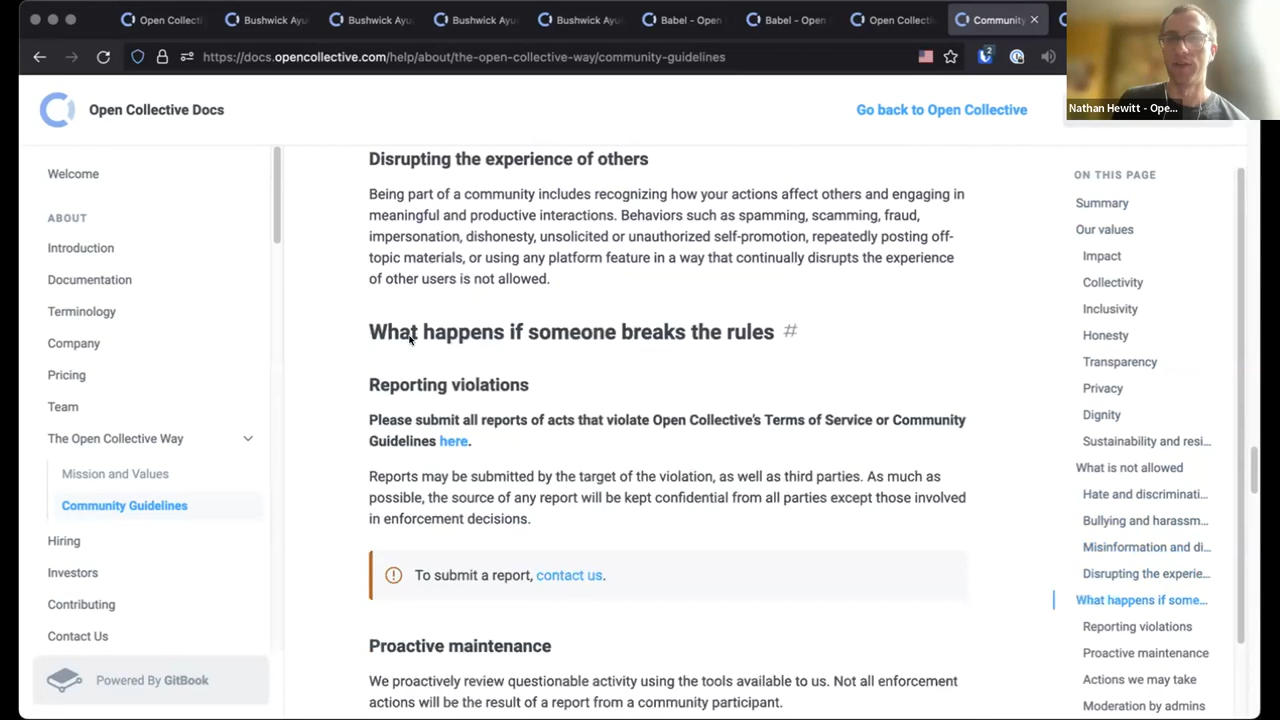 Open Collecti
Bushwick Ayu
Bushwick Ayu
Bushwick Ayu
Bushwick Ayu
Babel - Open
Babel - Open
Open Collecti
Community
https://docs.opencollective.com/help/about/the-open-collective-way/community-guidelines
2
Nathan Hewitt - Ope...
Open Collective Docs
Go back to Open Collective
Welcome
ABOUT
Introduction
Documentation
Terminology
Company
Pricing
Team
The Open Collective Way
Mission and Values
Community Guidelines
Hiring
Investors
Contributing
Contact Us
Powered By GitBook
Disrupting the experience of others
Being part of a community includes recognizing how your actions affect others and engaging in
meaningful and productive interactions. Behaviors such as spamming, scamming, fraud,
impersonation, dishonesty, unsolicited or unauthorized self-promotion, repeatedly posting off-
topic materials, or using any platform feature in a way that continually disrupts the experience
of other users is not allowed.
What happens if someone breaks the rules #
Reporting violations
Please submit all reports of acts that violate Open Collective's Terms of Service or Community
Guidelines here.
Reports may be submitted by the target of the violation, as well as third parties. As much as
possible, the source of any report will be kept confidential from all parties except those involved
in enforcement decisions.
To submit a report, contact us.
Proactive maintenance
We proactively review questionable activity using the tools available to us. Not all enforcement
actions will be the result of a report from a community participant.
ON THIS PAGE
Summary
Our values
Impact
Collectivity
Inclusivity
Honesty
Transparency
Privacy
Dignity
Sustainability and resi...
What is not allowed
Hate and discriminati...
Bullying and harassm...
Misinformation and di...
Disrupting the experie...
What happens if some...
Reporting violations
Proactive maintenance
Actions we may take
Moderation by admins